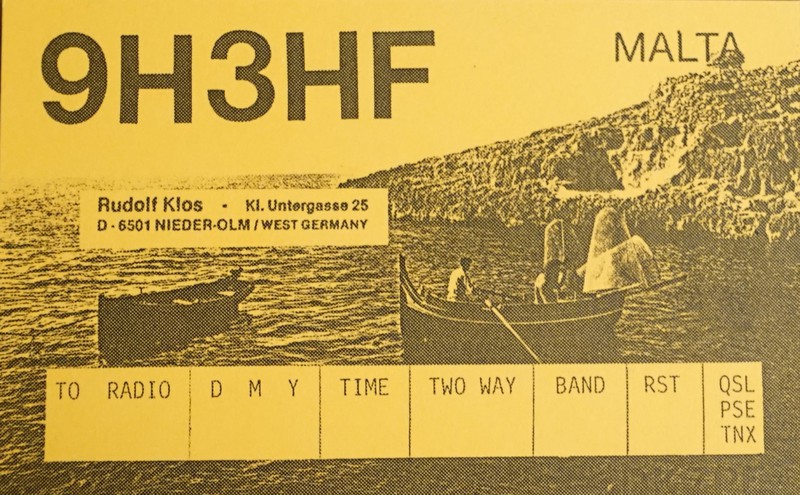 9H3HF
MALTA
Rudolf Klos - Kl. Untergasse 25
D - 6501 NIEDER-OLM / WEST GERMANY
TO RADIO D M Y TIME TWO WAY BAND RST QSL
PSE
TNX